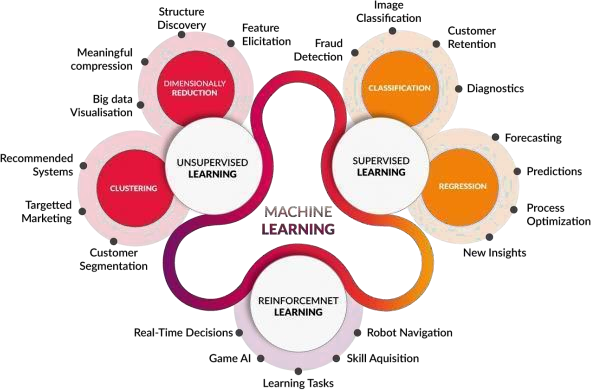 Structure
Discovery
Feature
Elicitation
Meaningful
compression
Big data
Visualisation
DIMENSIONALLY
REDUCTION
UNSUPERVISED
LEARNING
CLUSTERING
Recommended
Systems
Targetted
Marketing
Customer
Segmentation
Image
Classification
Fraud
Detection
Customer
Retention
Diagnostics
CLASSIFICATION
SUPERVISED
LEARNING
REGRESSION
Forecasting
Predictions
Process
Optimization
New Insights
MACHINE
LEARNING
REINFORCEMNET
LEARNING
Real-Time Decisions
Game AI
Learning Tasks
Skill Aquisition
Robot Navigation